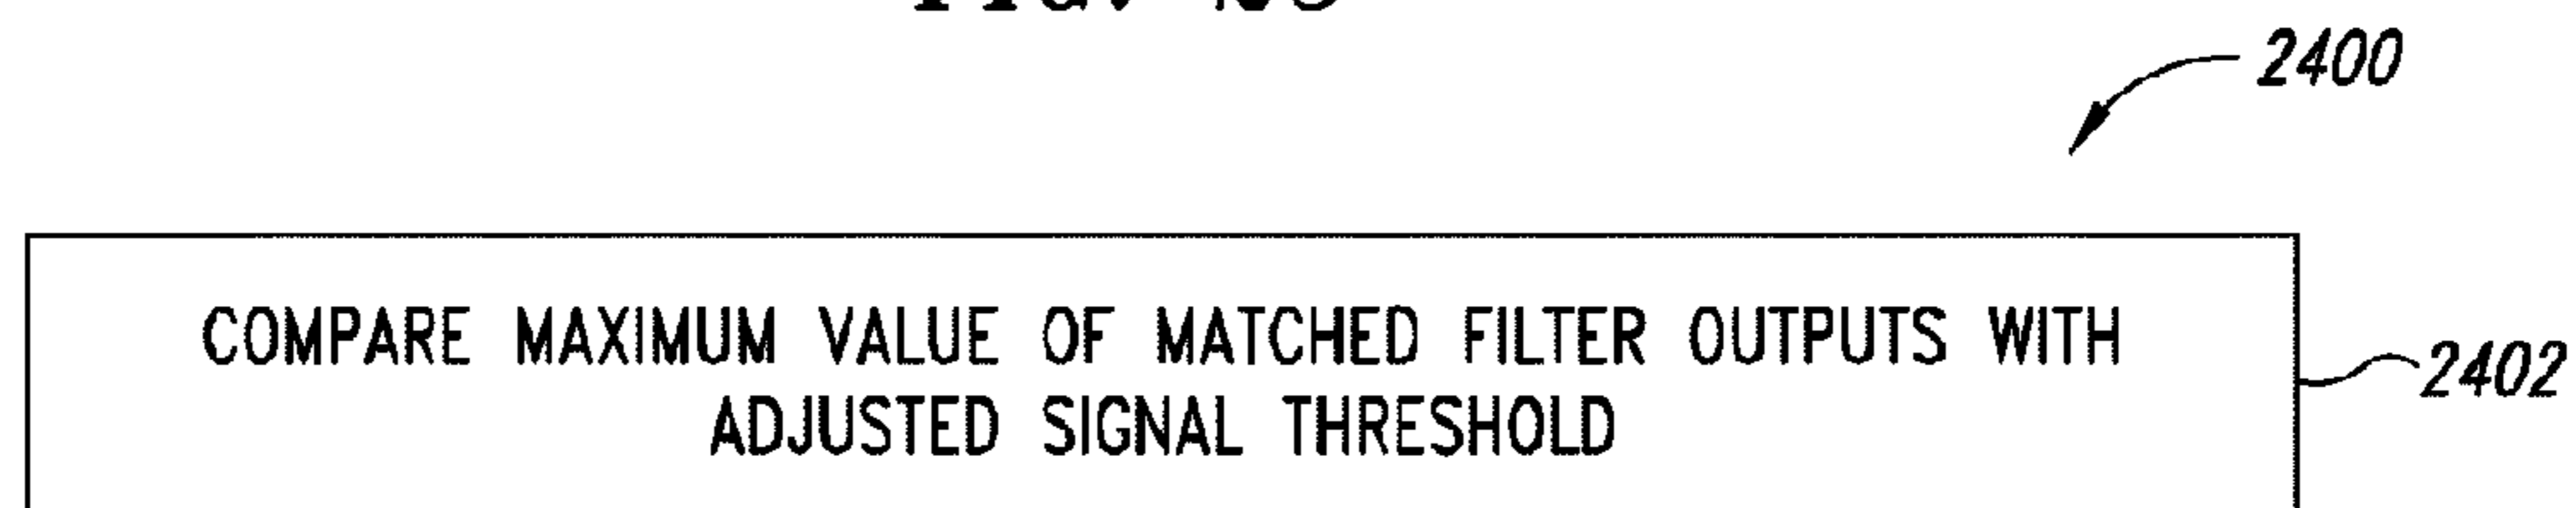 2400
COMPARE MAXIMUM VALUE OF MATCHED FILTER OUTPUTS WITH
ADJUSTED SIGNAL THRESHOLD
2402